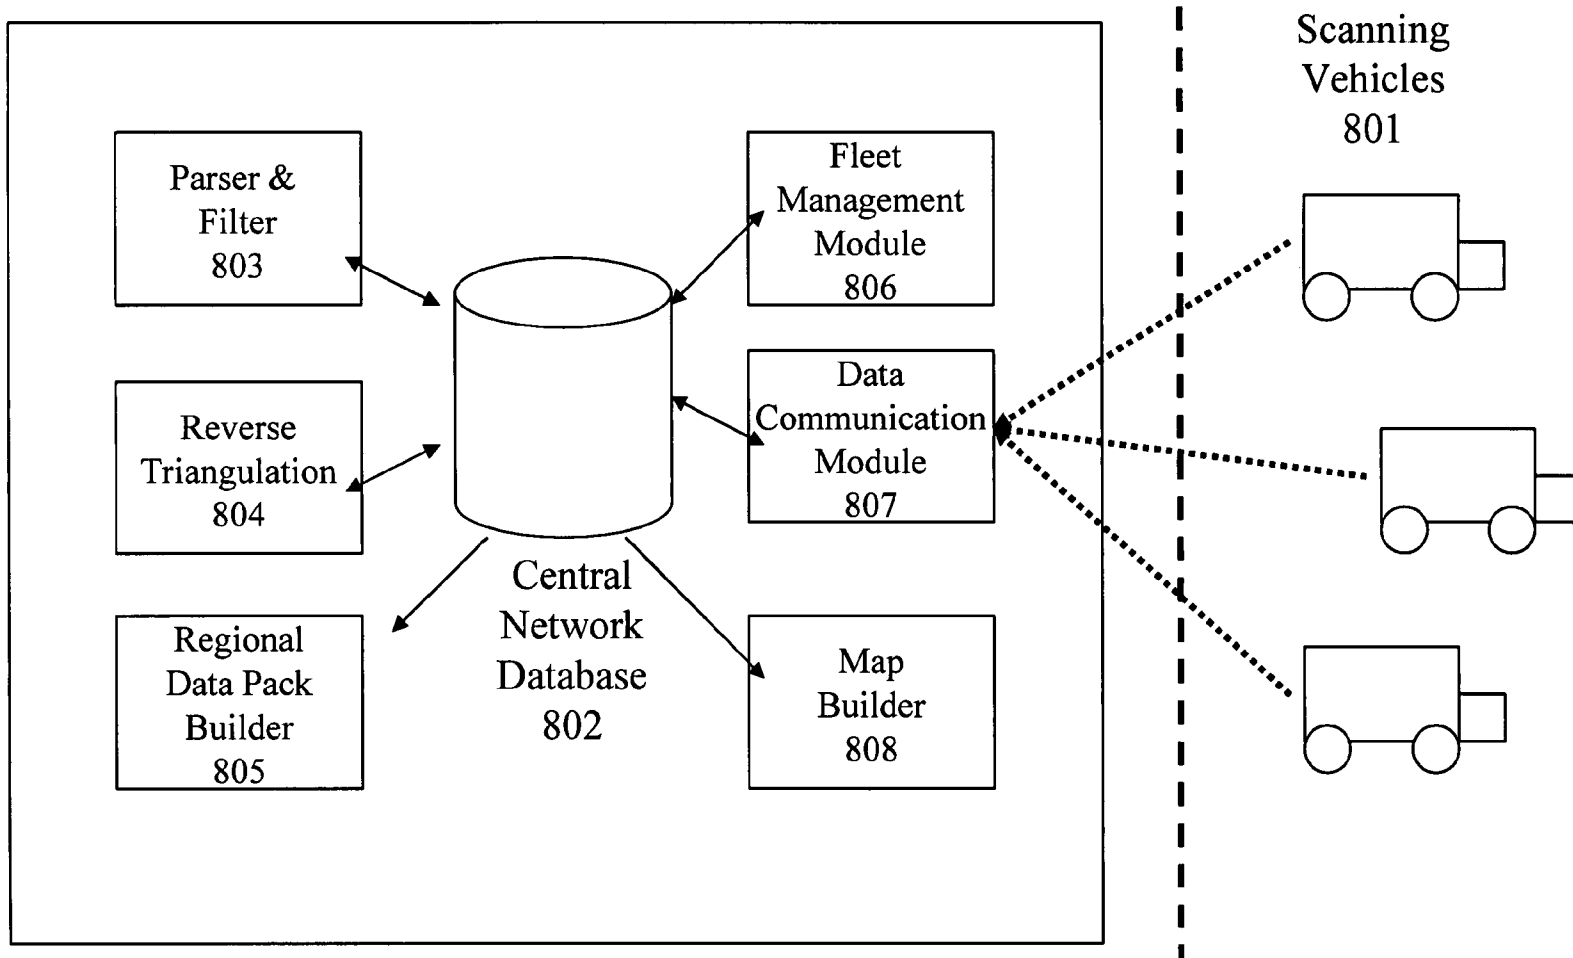 Scanning
Vehicles
801
Parser &
Filter
803
Fleet
Management
Module
806
Reverse
Triangulation
804
Data
Communication
Module
807
Central
Network
Database
802
Regional
Data Pack
Builder
805
Map
Builder
808